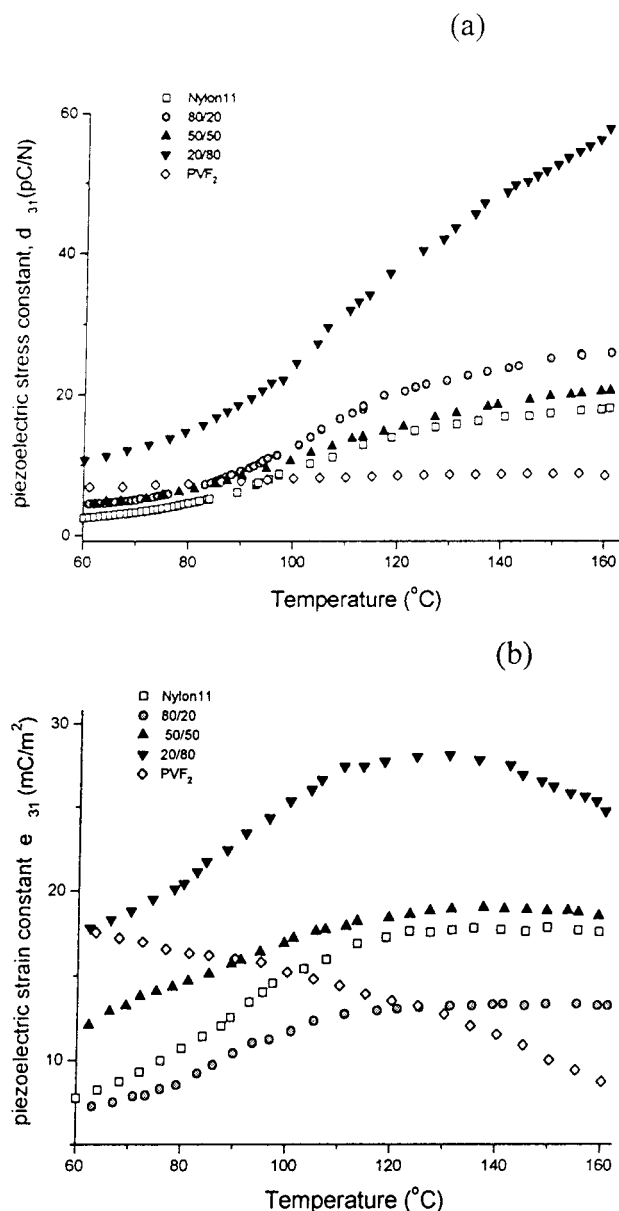 (a)
60
40
20
0
piezoelectric stress constant, d 31 (pC/N)
Nylon11
80/20
50/50
20/80
PVF2
60 80 100 120 140 160
Temperature (°C)
(b)
30
20
10
piezoelectric strain constant e 31 (mC/m²)
Nylon11
80/20
50/50
20/80
PVF2
60 80 100 120 140 160
Temperature (°C)